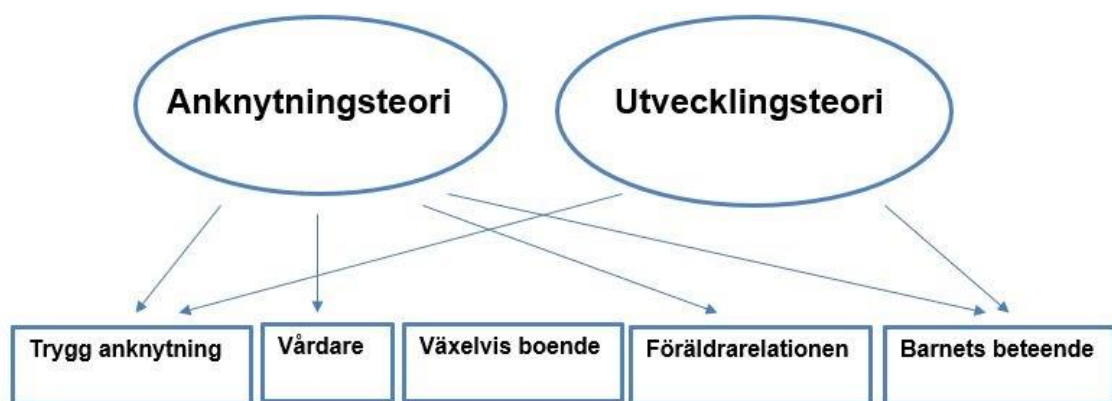 Anknytningsteori
Utvecklingsteori
Trygg anknytning
Vårdare
Växelvis boende
Föräldrarelationen
Barnets beteende